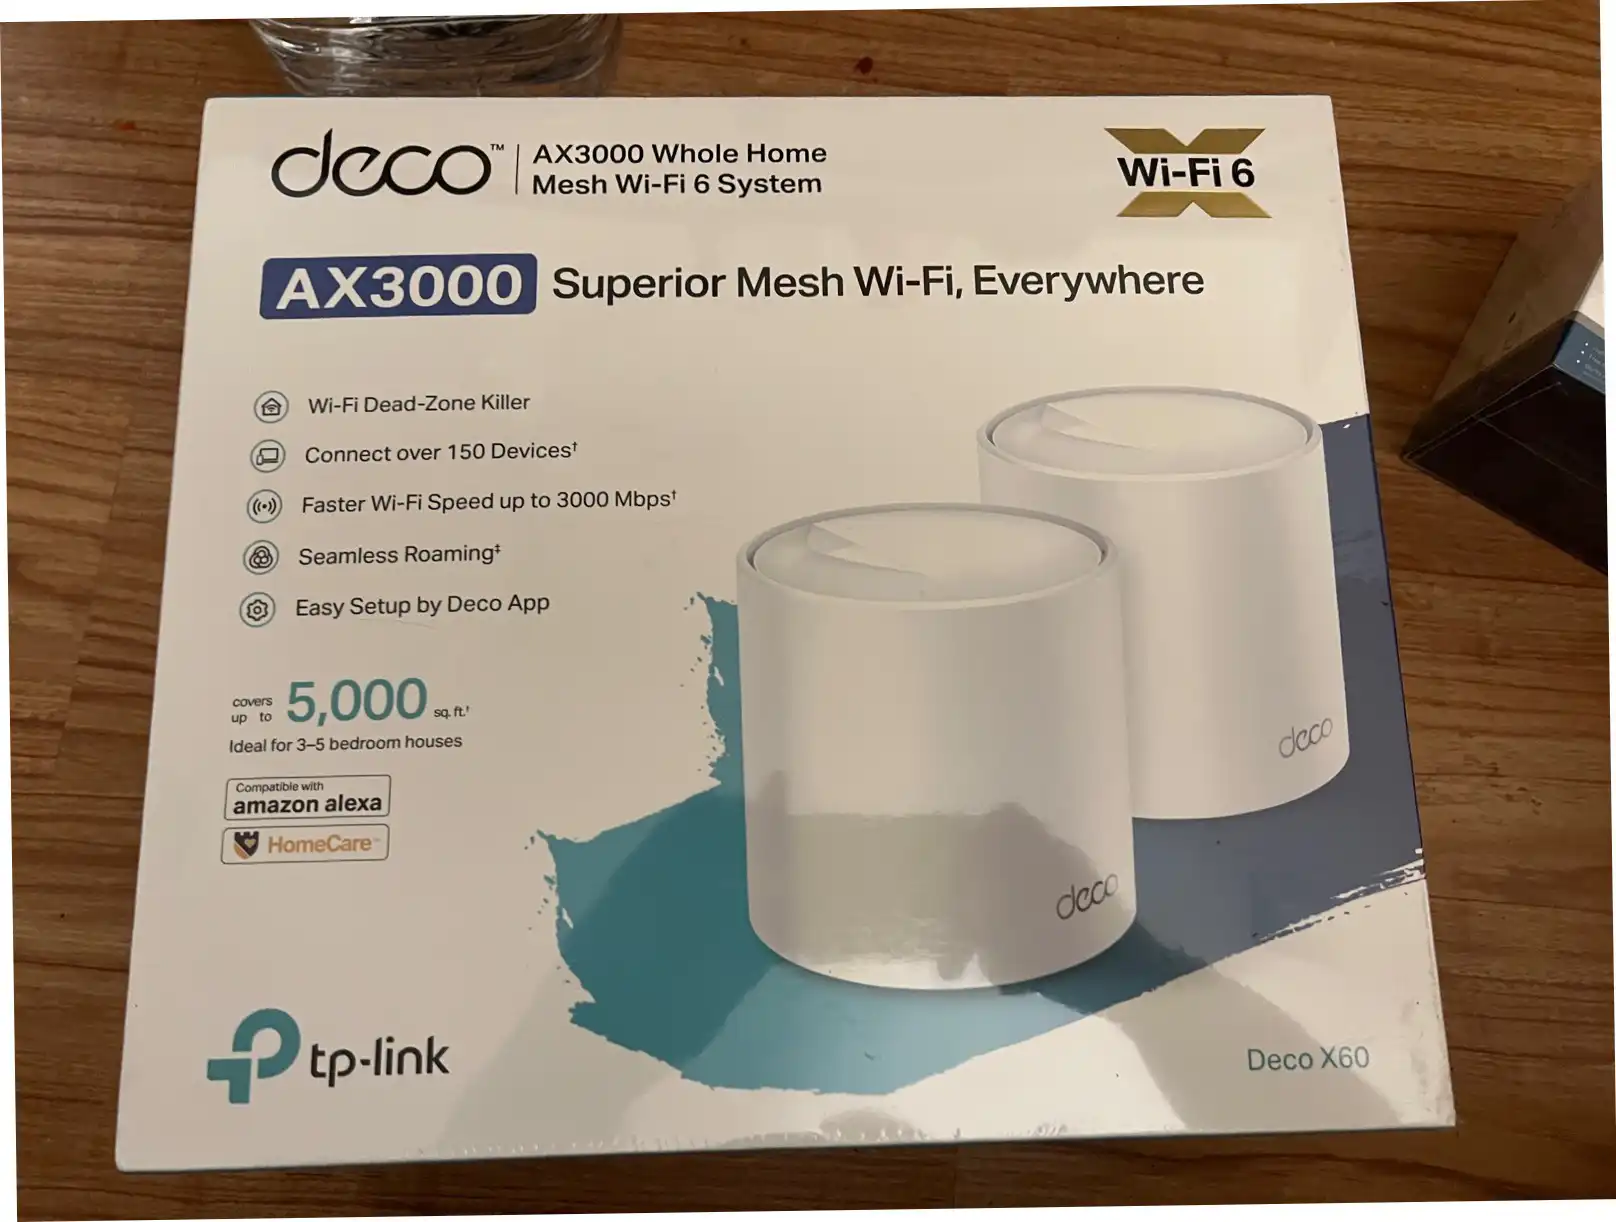 deco™
AX3000 Whole Home
Mesh Wi-Fi 6 System
Wi-Fi 6
AX3000 Superior Mesh Wi-Fi, Everywhere
Wi-Fi Dead-Zone Killer
Connect over 150 Devices†
Faster Wi-Fi Speed up to 3000 Mbps†
Seamless Roaming‡
Easy Setup by Deco App
covers
up to 5,000 sq. ft.†
Ideal for 3–5 bedroom houses
Compatible with
amazon alexa
HomeCare™
deco
deco
tp-link
Deco X60